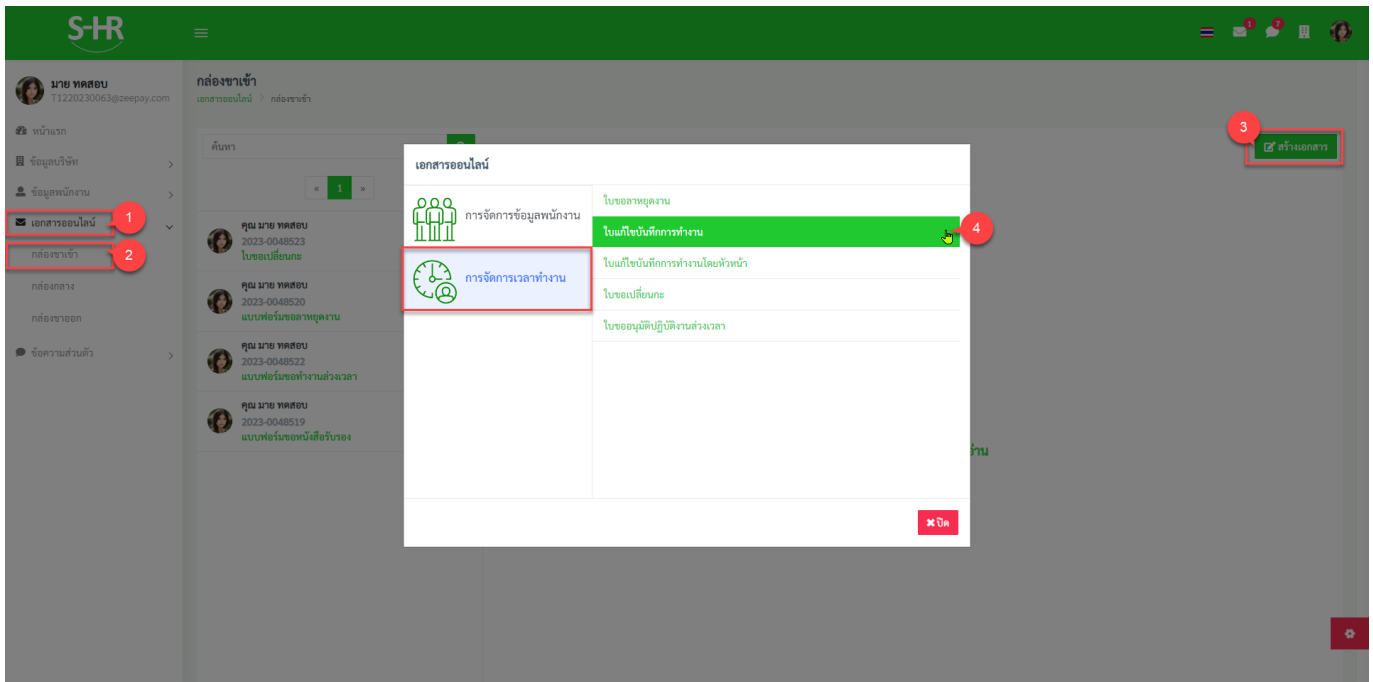 S-HR
1
7
มาย ทดสอบ
T1220230063@zeepay.com
หน้าแรก
ข้อมูลบริษัท
ข้อมูลพนักงาน
เอกสารออนไลน์
1
กล่องขาเข้า
2
กล่องกลาง
กล่องขาออก
ข้อความส่วนตัว
กล่องขาเข้า
เอกสารออนไลน์ > กล่องขาเข้า
ค้นหา
3
สร้างเอกสาร
« 1 »
คุณ มาย ทดสอบ
2023-0048523
ใบขอเปลี่ยนกะ
คุณ มาย ทดสอบ
2023-0048520
แบบฟอร์มขอลาหยุดงาน
คุณ มาย ทดสอบ
2023-0048522
แบบฟอร์มขอทำงานล่วงเวลา
คุณ มาย ทดสอบ
2023-0048519
แบบฟอร์มขอหนังสือรับรอง
เอกสารออนไลน์
การจัดการข้อมูลพนักงาน
การจัดการเวลาทำงาน
ใบขอลาหยุดงาน
ใบแก้ไขบันทึกการทำงาน
4
ใบแก้ไขบันทึกการทำงานโดยหัวหน้า
ใบขอเปลี่ยนกะ
ใบขออนุมัติปฏิบัติงานล่วงเวลา
ปิด